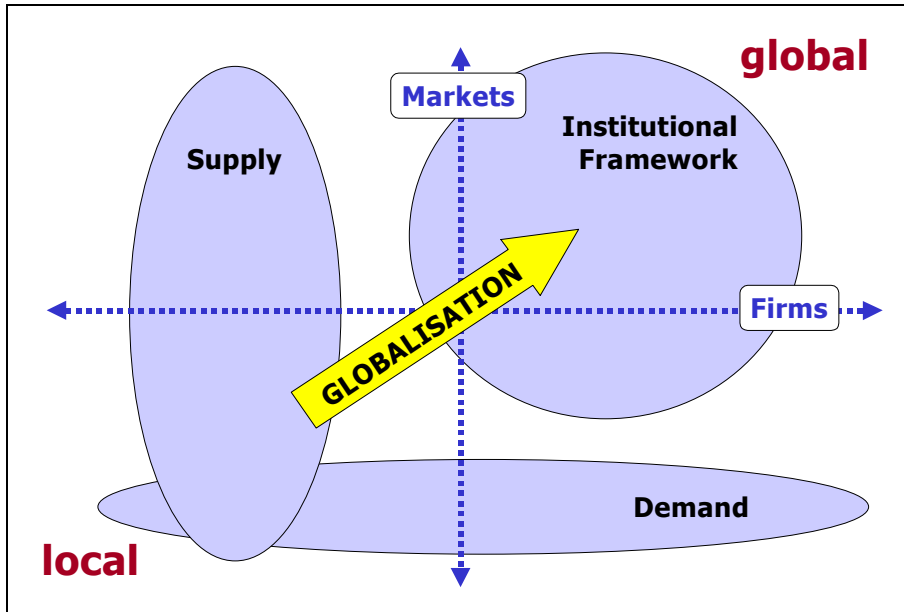 global
Markets
Institutional
Framework
Supply
GLOBALISATION
Firms
Demand
local